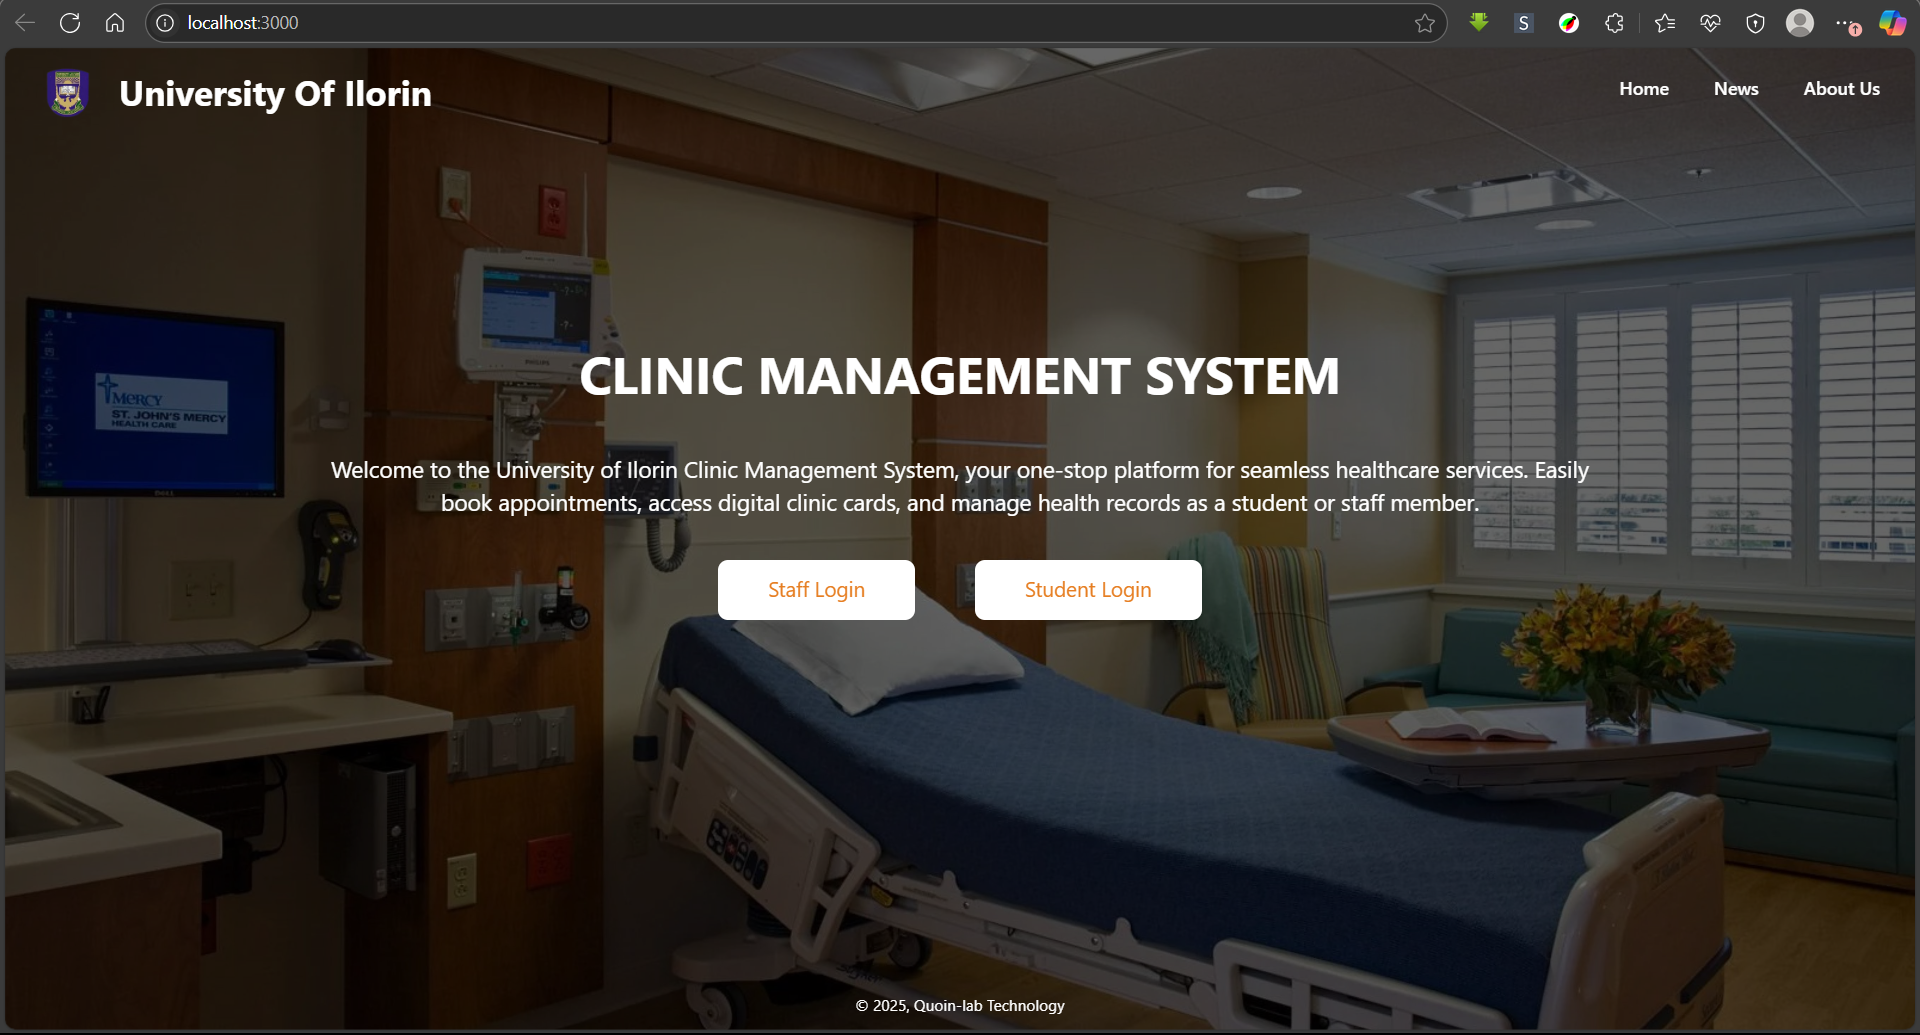 localhost:3000
S
University Of Ilorin
Home
News
About Us
PHILIPS
MERCY
ST. JOHN'S MERCY
HEALTH CARE
DELL
CLINIC MANAGEMENT SYSTEM
Welcome to the University of Ilorin Clinic Management System, your one-stop platform for seamless healthcare services. Easily
book appointments, access digital clinic cards, and manage health records as a student or staff member.
Staff Login
Student Login
© 2025, Quoin-lab Technology